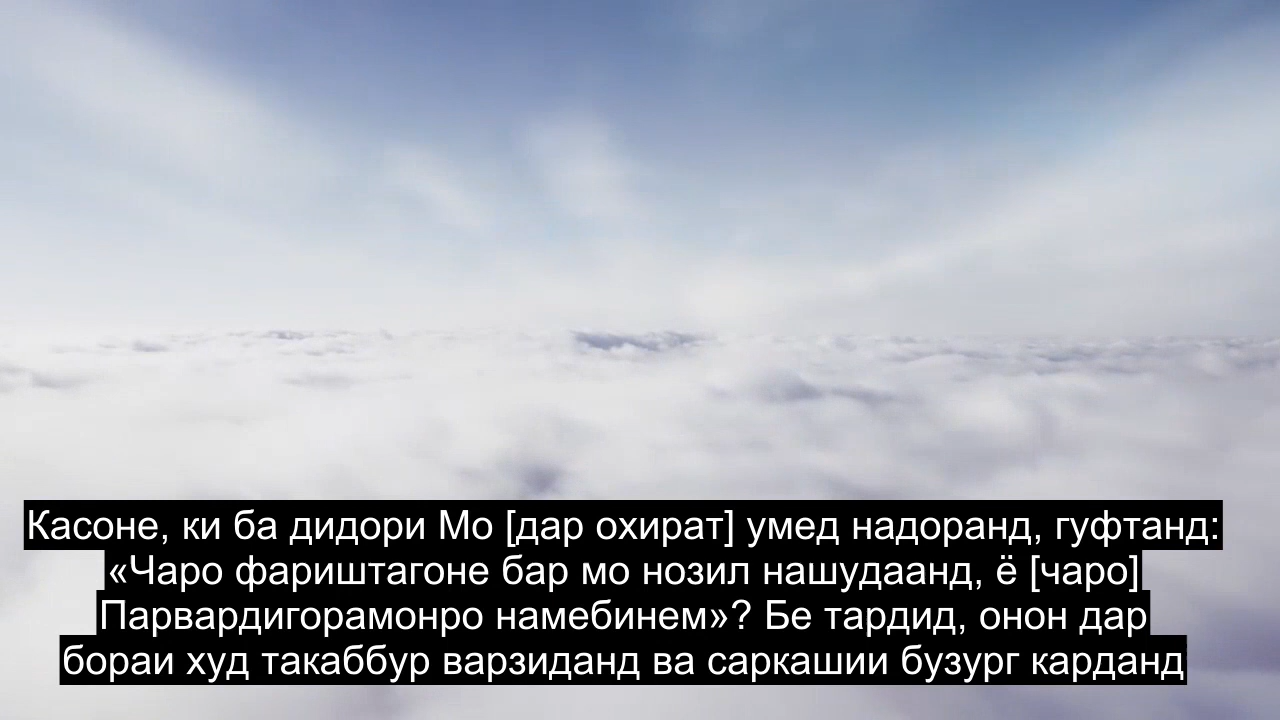 Касоне, ки ба дидори Мо [дар охират] умед надоранд, гуфтанд:
«Чаро фариштагоне бар мо нозил нашудаанд, ё [чаро]
Парвардигорамонро намебинем»? Бе тардид, онон дар
бораи худ такаббур варзиданд ва саркашии бузург карданд